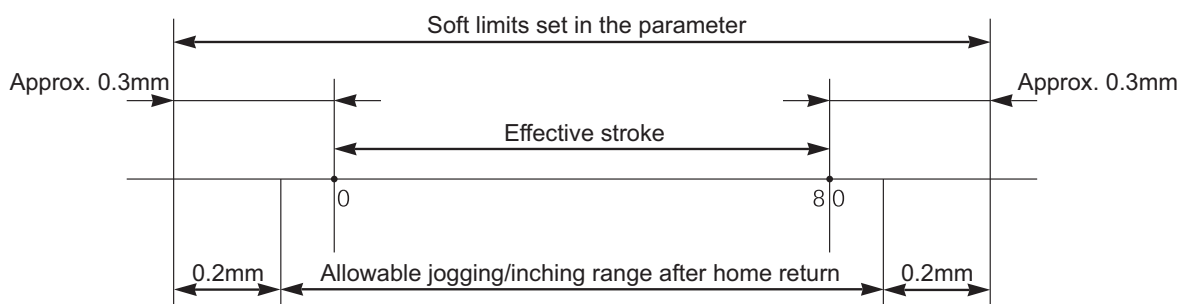 Soft limits set in the parameter
Approx. 0.3mm
Approx. 0.3mm
Effective stroke
0
80
0.2mm
Allowable jogging/inching range after home return
0.2mm